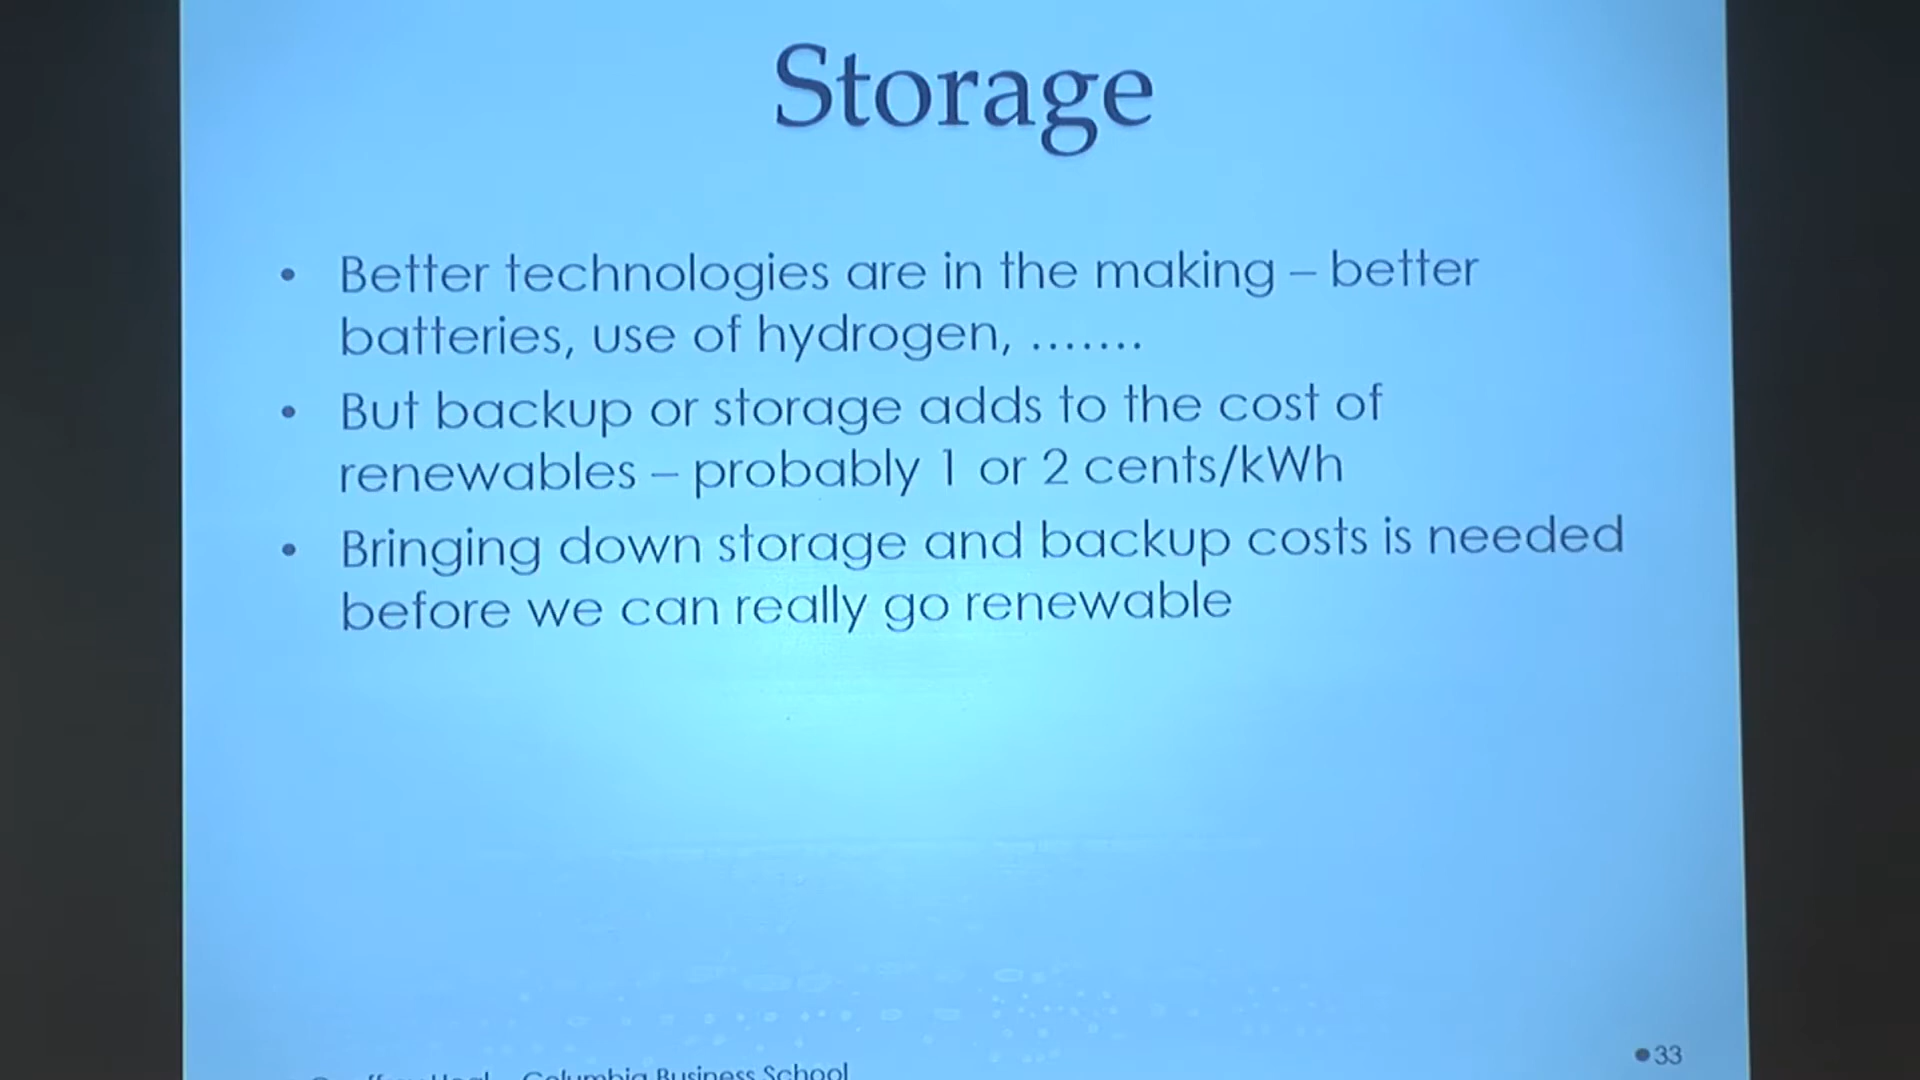 Storage
• Better technologies are in the making – better
batteries, use of hydrogen, .......
• But backup or storage adds to the cost of
renewables – probably 1 or 2 cents/kWh
• Bringing down storage and backup costs is needed
before we can really go renewable
Columbia Business School
•33